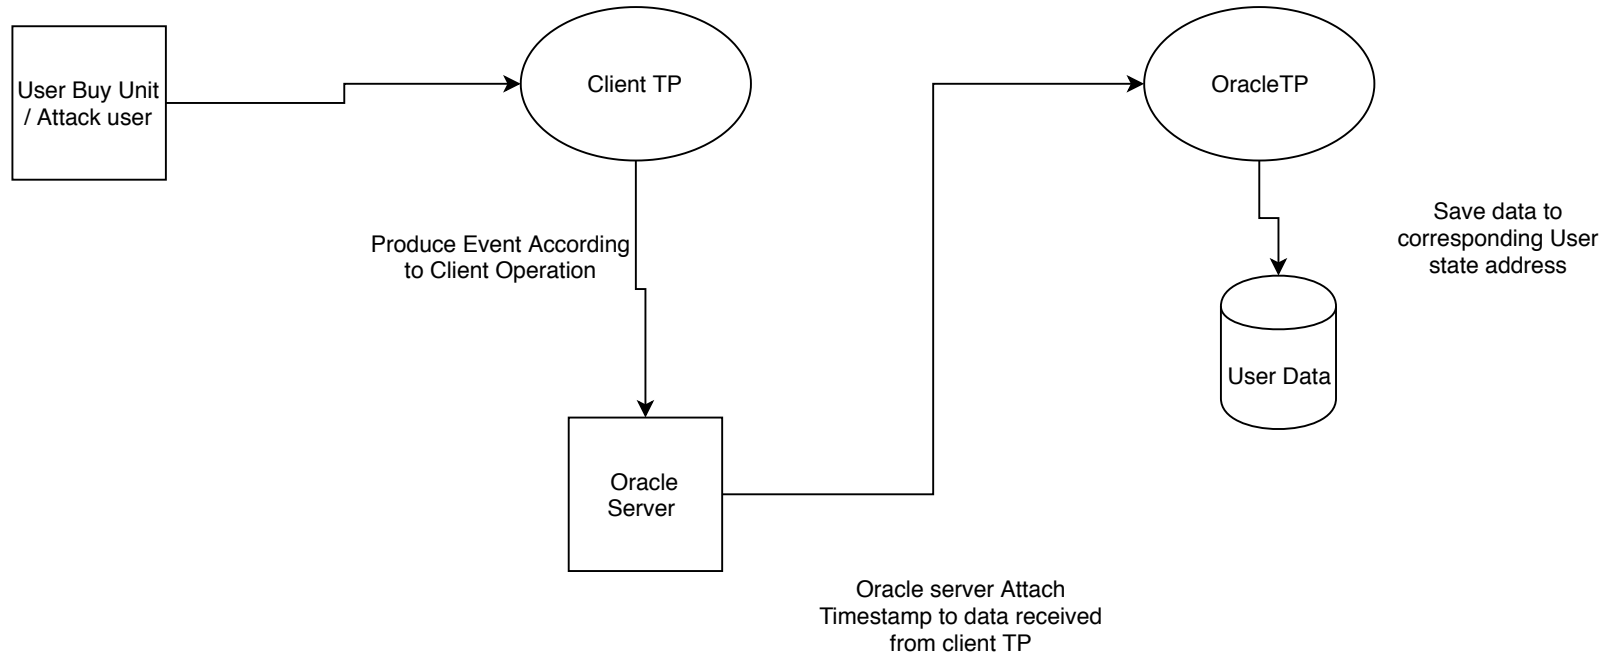 User Buy Unit
/ Attack user
Client TP
OracleTP
Produce Event According
to Client Operation
Save data to
corresponding User
state address
User Data
Oracle
Server
Oracle server Attach
Timestamp to data received
from client TP